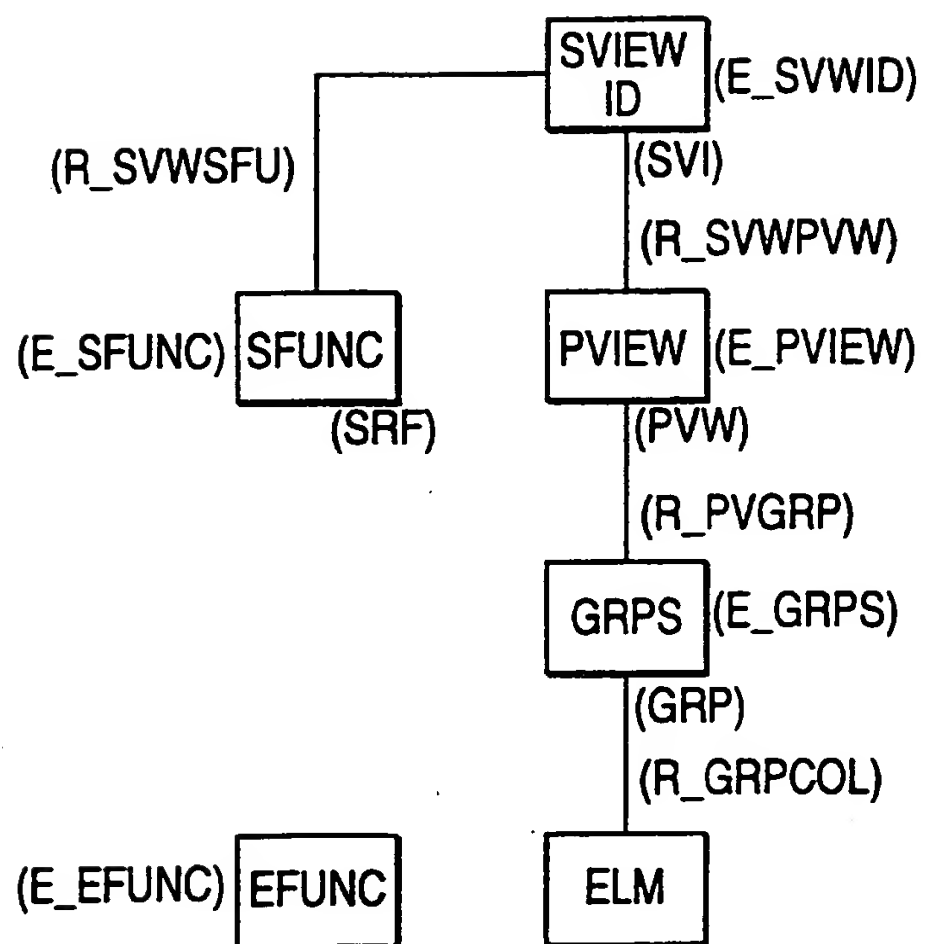 SVIEW
ID
(E_SVWID)
(R_SVWSFU)
(SVI)
(R_SVWPVW)
(E_SFUNC)
SFUNC
PVIEW
(E_PVIEW)
(SRF)
(PVW)
(R_PVGRP)
GRPS
(E_GRPS)
(GRP)
(R_GRPCOL)
(E_EFUNC)
EFUNC
ELM